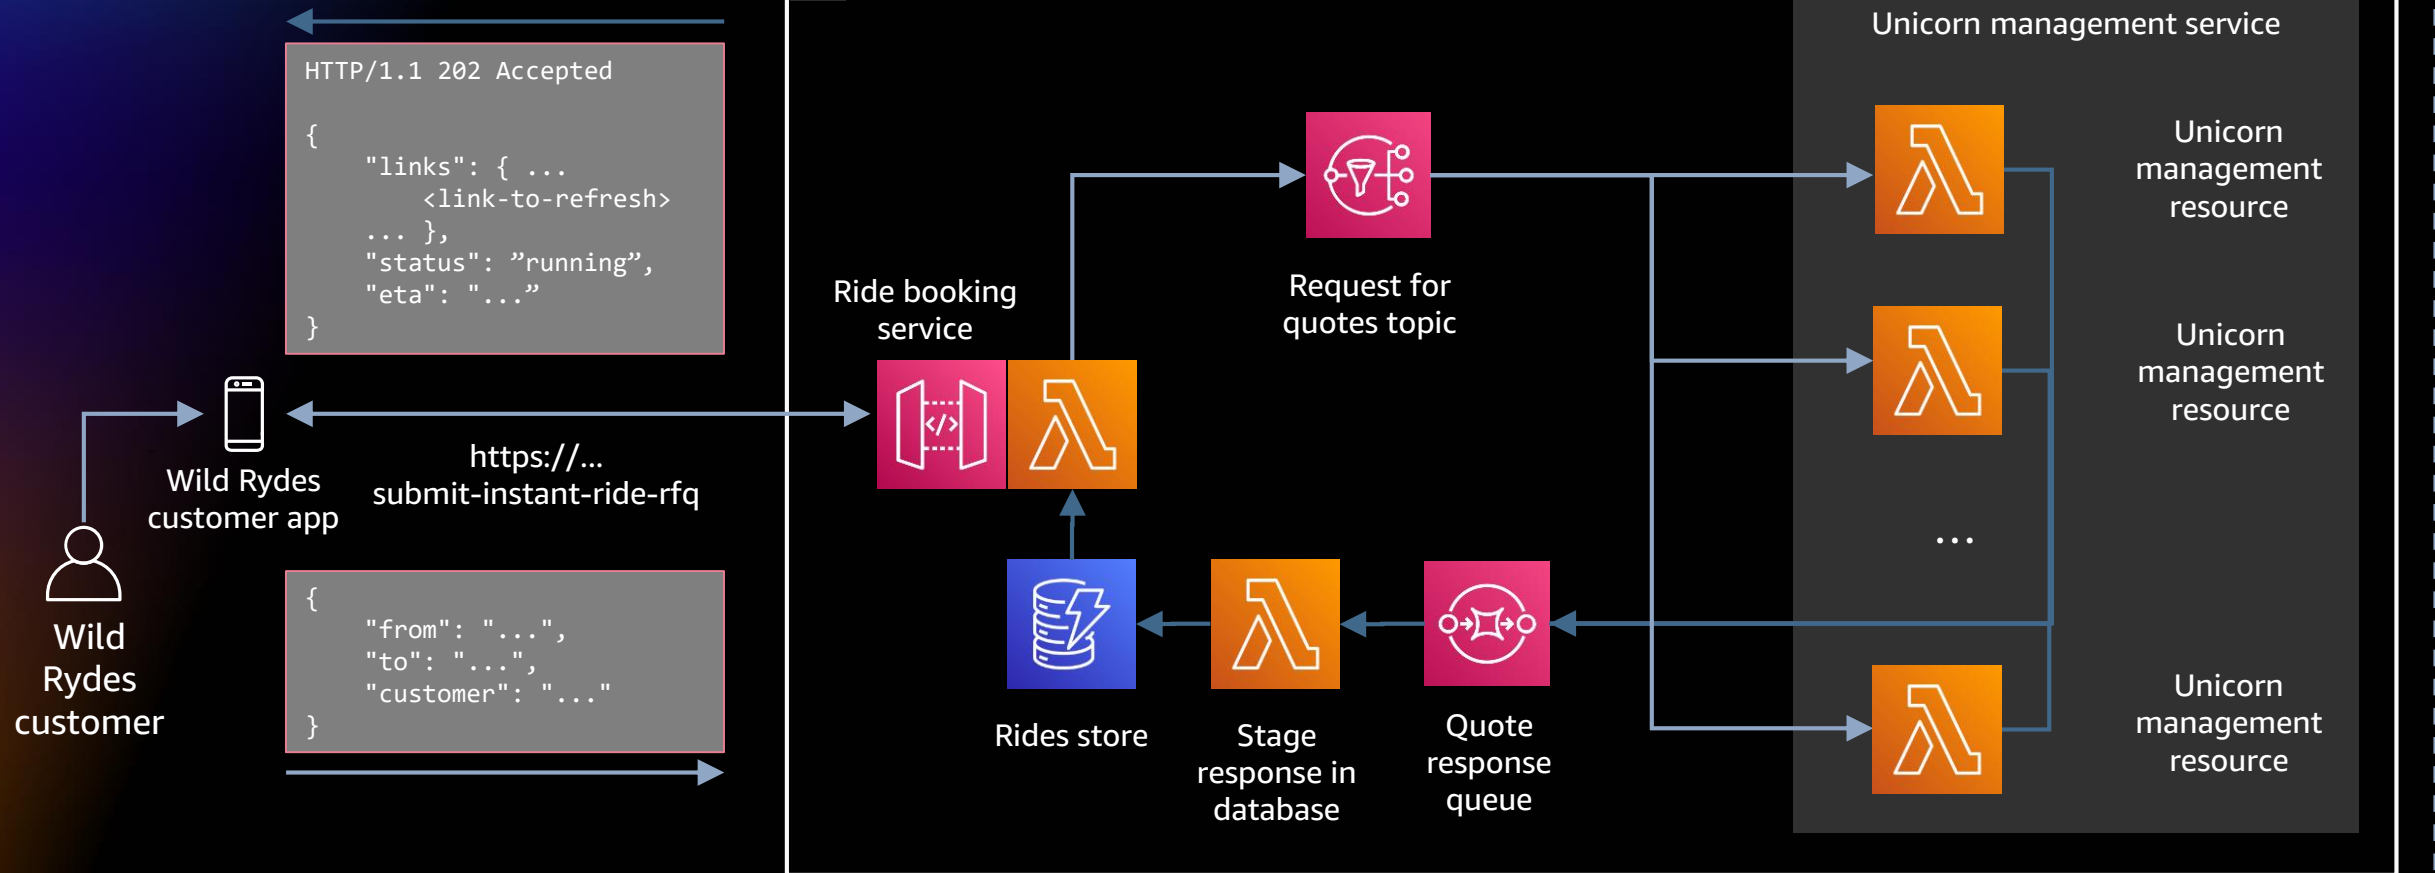 HTTP/1.1 202 Accepted
{
"links": { ...
<link-to-refresh>
... },
"status": ”running”,
"eta": "...”
}
Wild Rydes
customer app
https://...
submit-instant-ride-rfq
Wild
Rydes
customer
{
"from": "...",
"to": "...",
"customer": "..."
}
Ride booking
service
</>
Request for
quotes topic
Rides store
Stage
response in
database
Quote
response
queue
Unicorn management service
Unicorn
management
resource
Unicorn
management
resource
...
Unicorn
management
resource